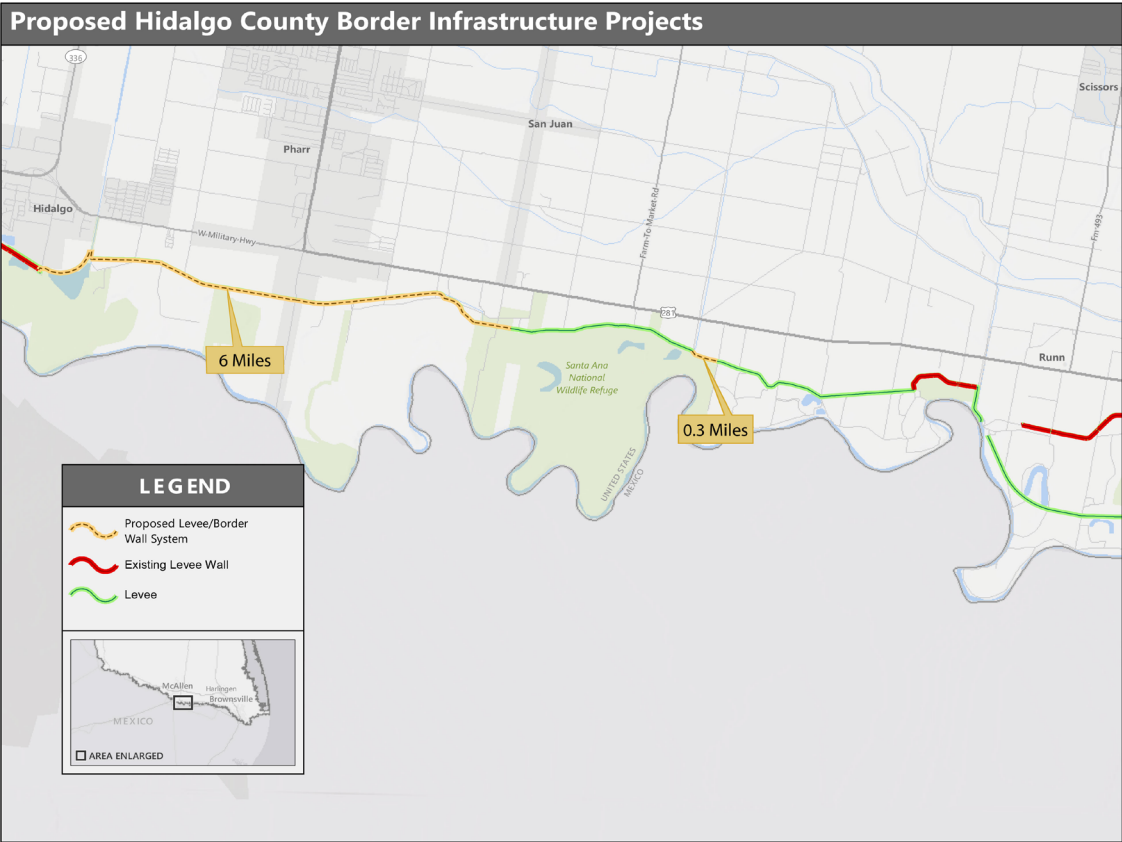 Proposed Hidalgo County Border Infrastructure Projects
336
Scissors
San Juan
Pharr
Hidalgo
Farm-To-Market-Rd
Fm-493
W-Military-Hwy
281
Runn
6 Miles
Santa Ana
National
Wildlife Refuge
0.3 Miles
UNITED STATES
MEXICO
LEGEND
Proposed Levee/Border
Wall System
Existing Levee Wall
Levee
McAllen
Harlingen
Brownsville
MEXICO
AREA ENLARGED